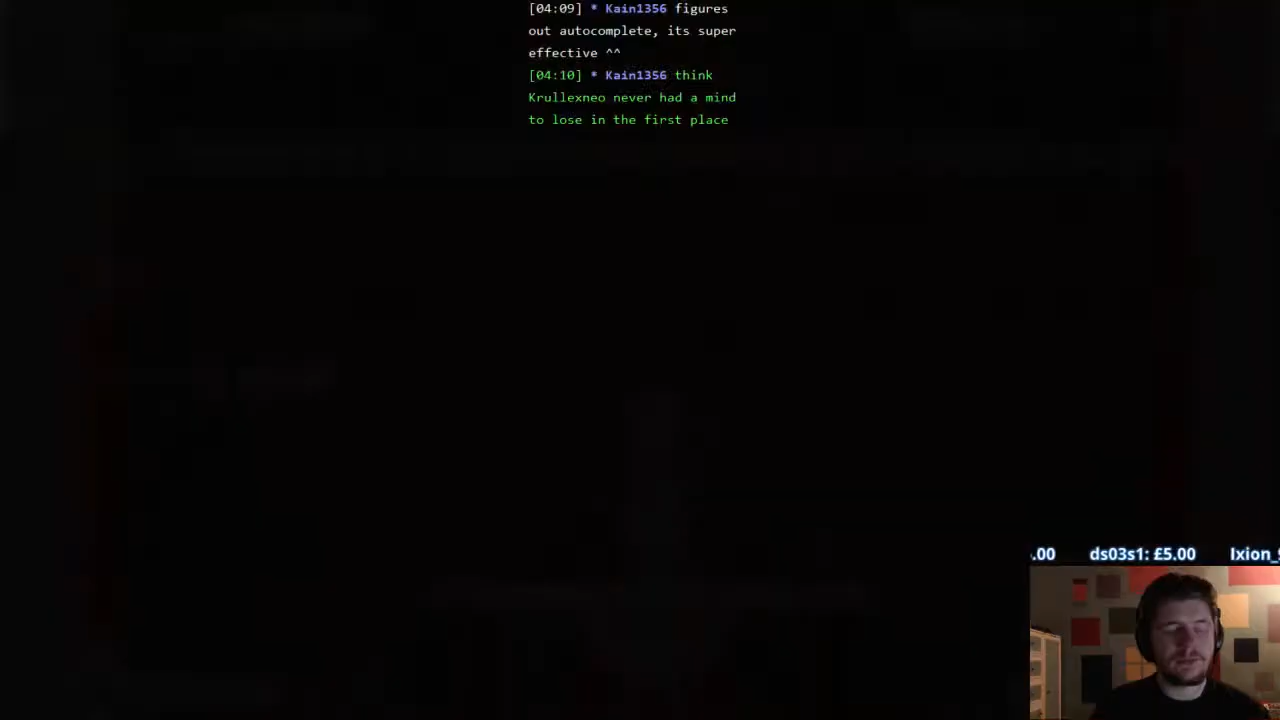 [04:09] * Kain1356 figures
out autocomplete, its super
effective ^^
[04:10] * Kain1356 think
Krullexneo never had a mind
to lose in the first place
.00 ds03s1: £5.00 Ixion_